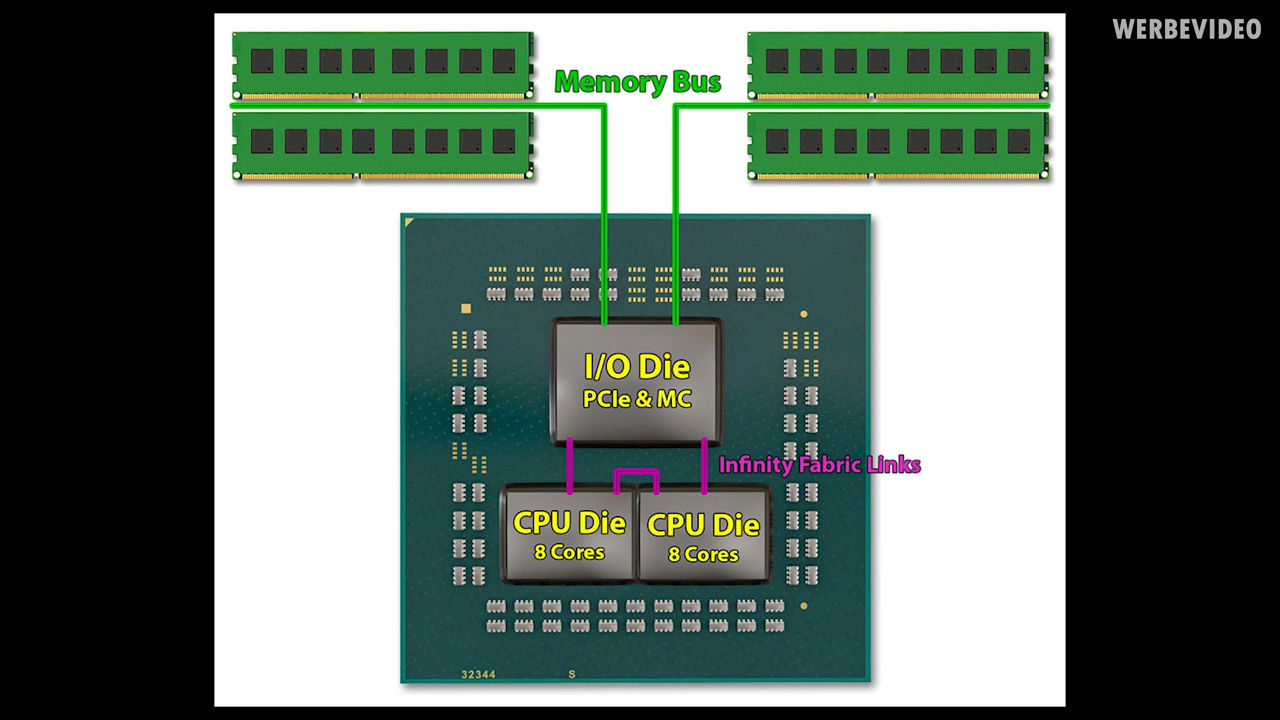 WERBEVIDEO
Memory Bus
I/O Die
PCIe & MC
Infinity Fabric Links
CPU Die
8 Cores
CPU Die
8 Cores
32344
S